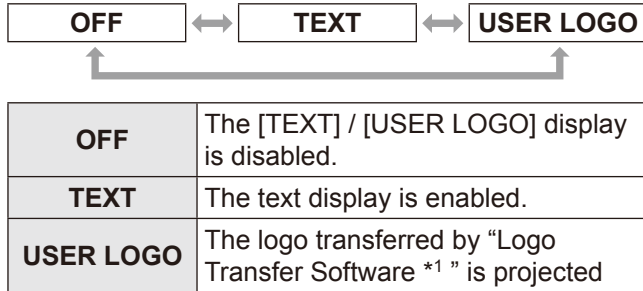 OFF TEXT USER LOGO
OFF
The [TEXT] / [USER LOGO] display
is disabled.
TEXT
The text display is enabled.
USER LOGO
The logo transferred by “Logo
Transfer Software *1 ” is projected